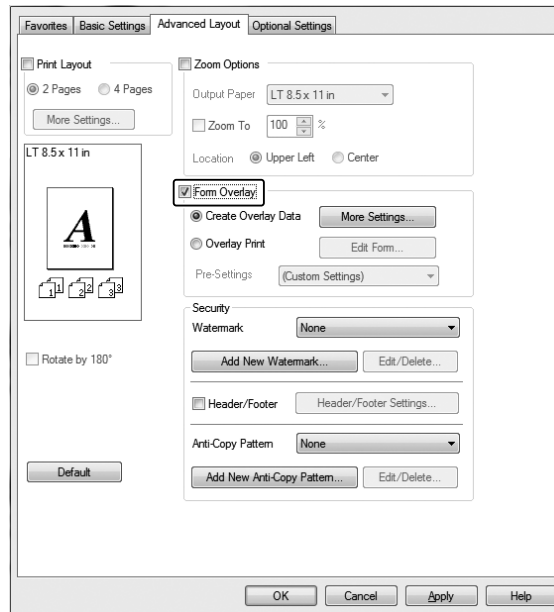 Favorites Basic Settings Advanced Layout Optional Settings
Print Layout
2 Pages 4 Pages
More Settings...
LT 8.5 x 11 in
A
1 1 2 2 3 3
Rotate by 180°
Default
Zoom Options
Output Paper LT 8.5 x 11 in
Zoom To 100 %
Location Upper Left Center
Form Overlay
Create Overlay Data More Settings...
Overlay Print Edit Form...
Pre-Settings (Custom Settings)
Security
Watermark None
Add New Watermark... Edit/Delete...
Header/Footer Header/Footer Settings...
Anti-Copy Pattern None
Add New Anti-Copy Pattern... Edit/Delete...
OK Cancel Apply Help